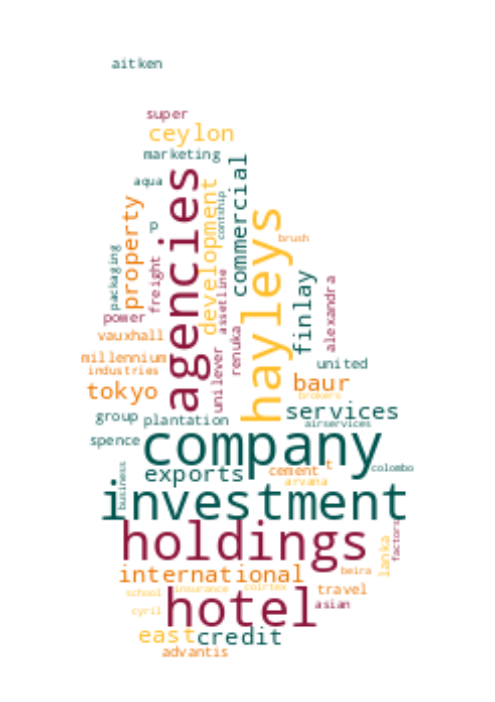 aitken
super
ceylon
marketing
aqua
agencies
development
contship
commercial
property
p
hayleys
brush
packaging
freight
assetline
finlay
alexandra
power
vauxhall
renuka
unilever
millennium
industries
united
tokyo
baur
brokers
group
plantation
services
airservices
spence
company
business
exports
cement
t
colombo
arvana
investment
holdings
factors
lanka
international
beira
school
insurance
coirtex
travel
cyril
hotel
asian
east
credit
advantis